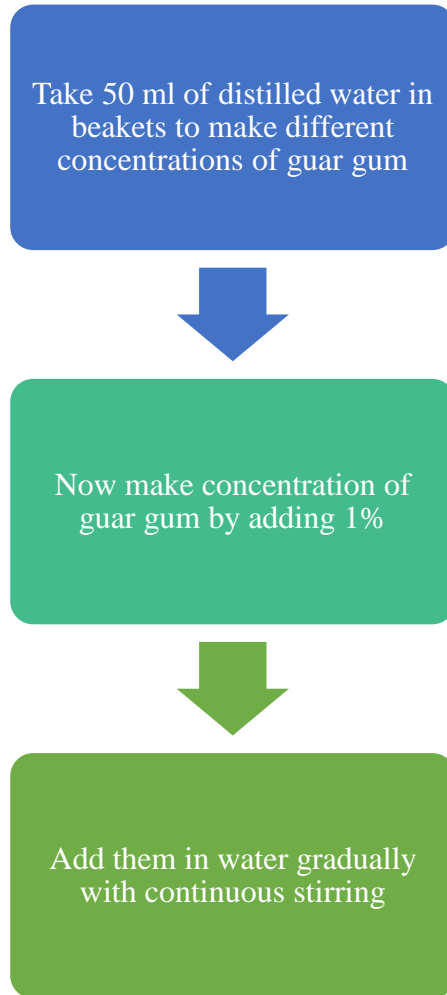 Take 50 ml of distilled water in
beakets to make different
concentrations of guar gum
Now make concentration of
guar gum by adding 1%
Add them in water gradually
with continuous stirring